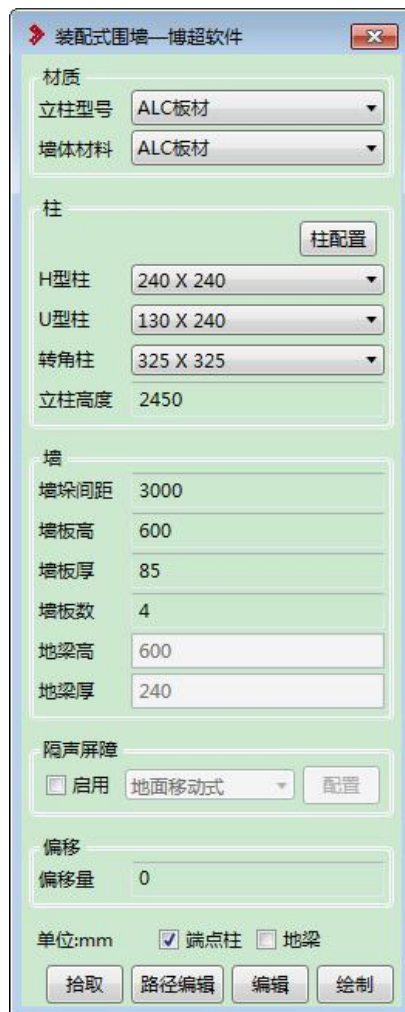 装配式围墙—博超软件
材质
立柱型号 ALC板材
墙体材料 ALC板材
柱
柱配置
H型柱 240 X 240
U型柱 130 X 240
转角柱 325 X 325
立柱高度 2450
墙
墙垛间距 3000
墙板高 600
墙板厚 85
墙板数 4
地梁高 600
地梁厚 240
隔声屏障
启用 地面移动式 配置
偏移
偏移量 0
单位:mm 端点柱 地梁
拾取 路径编辑 编辑 绘制